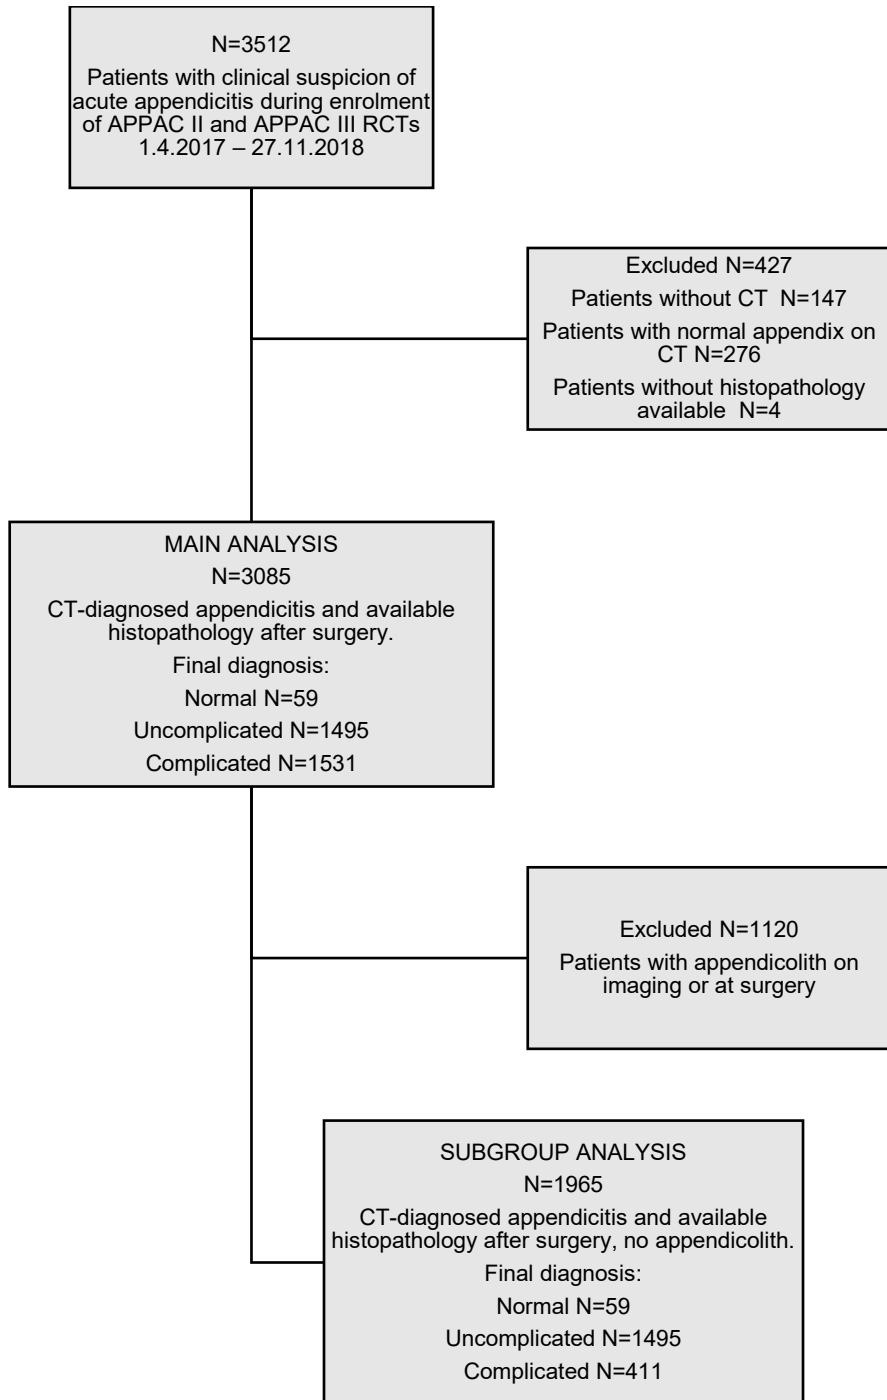 N=3512
Patients with clinical suspicion of
acute appendicitis during enrolment
of APPAC II and APPAC III RCTs
1.4.2017 – 27.11.2018
Excluded N=427
Patients without CT N=147
Patients with normal appendix on
CT N=276
Patients without histopathology
available N=4
MAIN ANALYSIS
N=3085
CT-diagnosed appendicitis and available
histopathology after surgery.
Final diagnosis:
Normal N=59
Uncomplicated N=1495
Complicated N=1531
Excluded N=1120
Patients with appendicolith on
imaging or at surgery
SUBGROUP ANALYSIS
N=1965
CT-diagnosed appendicitis and available
histopathology after surgery, no appendicolith.
Final diagnosis:
Normal N=59
Uncomplicated N=1495
Complicated N=411